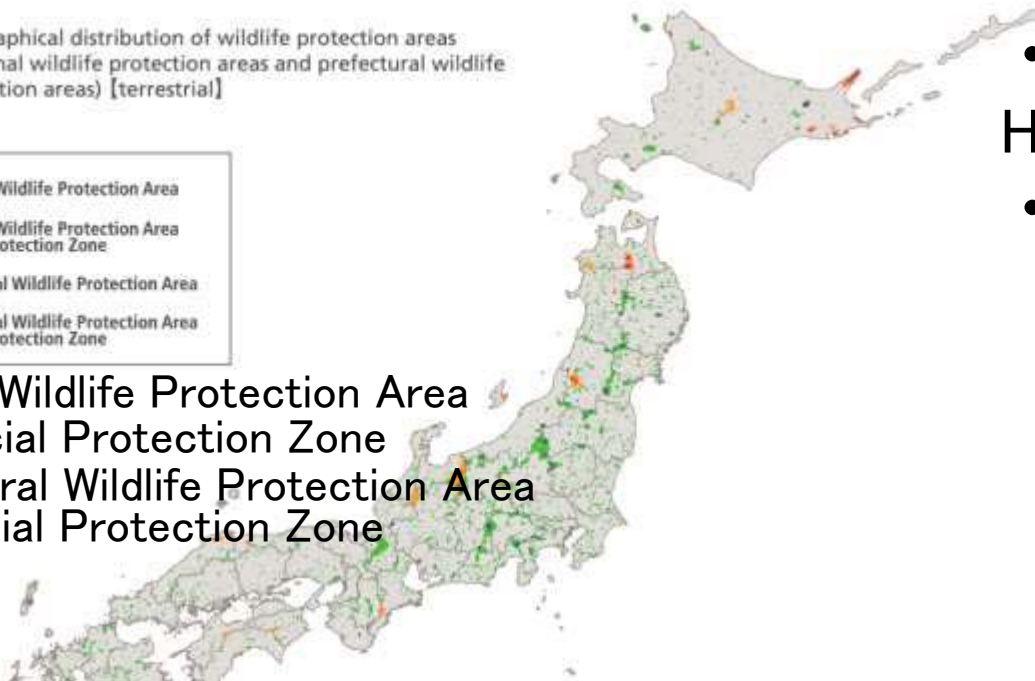 aphical distribution of wildlife protection areas
nal wildlife protection areas and prefectural wildlife
tion areas) [terrestrial]
Wildlife Protection Area
Wildlife Protection Area
otection Zone
al Wildlife Protection Area
al Wildlife Protection Area
otection Zone
Wildlife Protection Area
cial Protection Zone
ral Wildlife Protection Area
ial Protection Zone
•
H
•